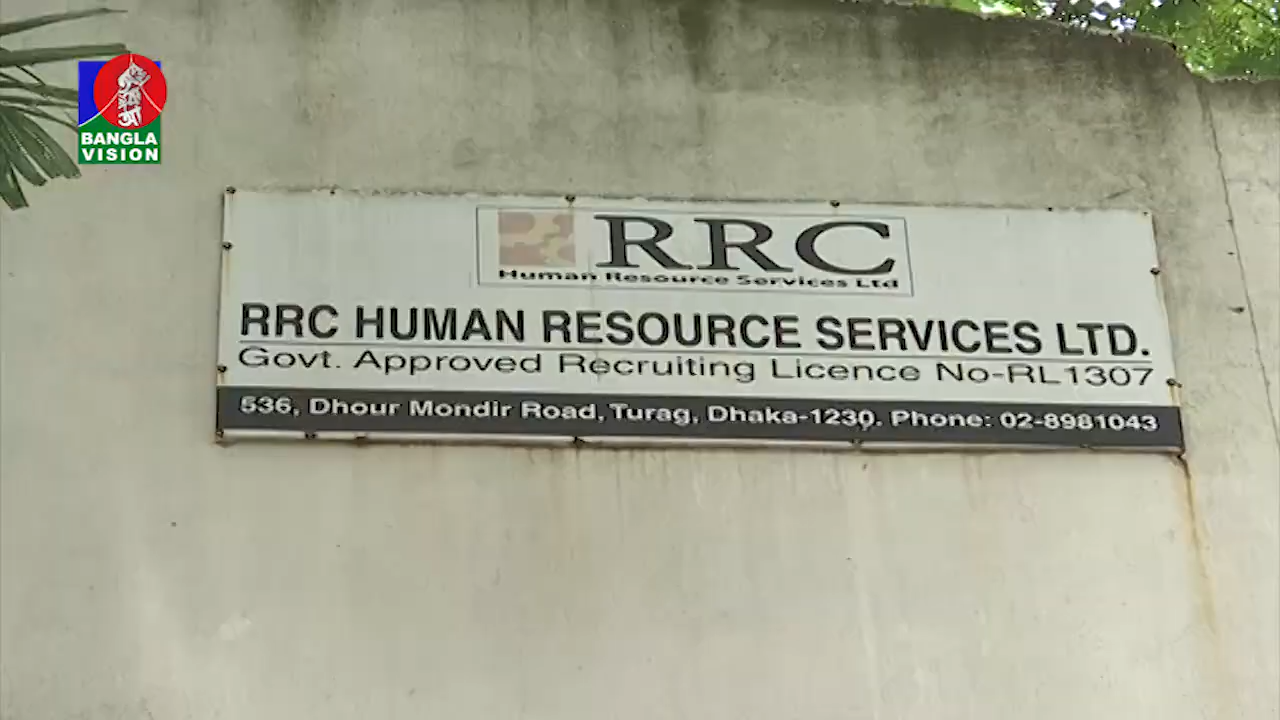 BANGLA
VISION
RRC
Human Resource Services Ltd
RRC HUMAN RESOURCE SERVICES LTD.
Govt. Approved Recruiting Licence No-RL1307
536, Dhour Mondir Road, Turag, Dhaka-1230. Phone: 02-8981043